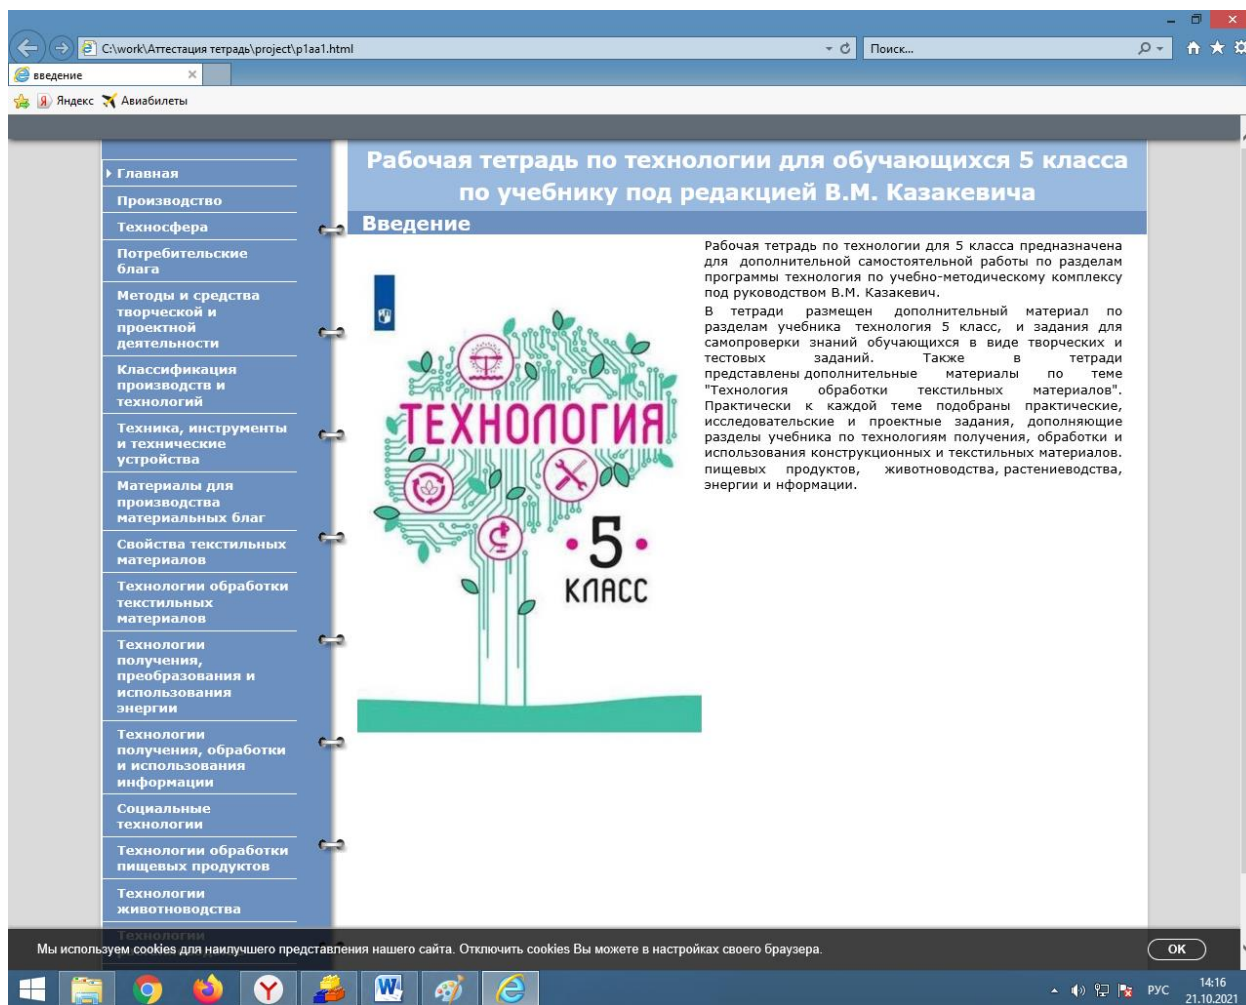 C:\work\Аттестация тетрадь\project\p1aa1.html
Поиск...
введение
Яндекс
Авиабилеты
Главная
Производство
Техносфера
Потребительские
блага
Методы и средства
творческой и
проектной
деятельности
Классификация
производств и
технологий
Техника, инструменты
и технические
устройства
Материалы для
производства
материальных благ
Свойства текстильных
материалов
Технологии обработки
текстильных
материалов
Технологии
получения,
преобразования и
использования
энергии
Технологии
получения, обработки
и использования
информации
Социальные
технологии
Технологии обработки
пищевых продуктов
Технологии
животноводства
Технологии
Рабочая тетрадь по технологии для обучающихся 5 класса
по учебнику под редакцией В.М. Казакевича
Введение
ТЕХНОЛОГИЯ
5
КЛАСС
Рабочая тетрадь по технологии для 5 класса предназначена
для дополнительной самостоятельной работы по разделам
программы технология по учебно-методическому комплексу
под руководством В.М. Казакевич.
В тетради размещен дополнительный материал по
разделам учебника технология 5 класс, и задания для
самопроверки знаний обучающихся в виде творческих и
тестовых заданий. Также в тетради
представлены дополнительные материалы по теме
"Технология обработки текстильных материалов".
Практически к каждой теме подобраны практические,
исследовательские и проектные задания, дополняющие
разделы учебника по технологиям получения, обработки и
использования конструкционных и текстильных материалов.
пищевых продуктов, животноводства, растениеводства,
энергии и нформации.
Мы используем cookies для наилучшего представления нашего сайта. Отключить cookies Вы можете в настройках своего браузера.
ОК
РУС
14:16
21.10.2021